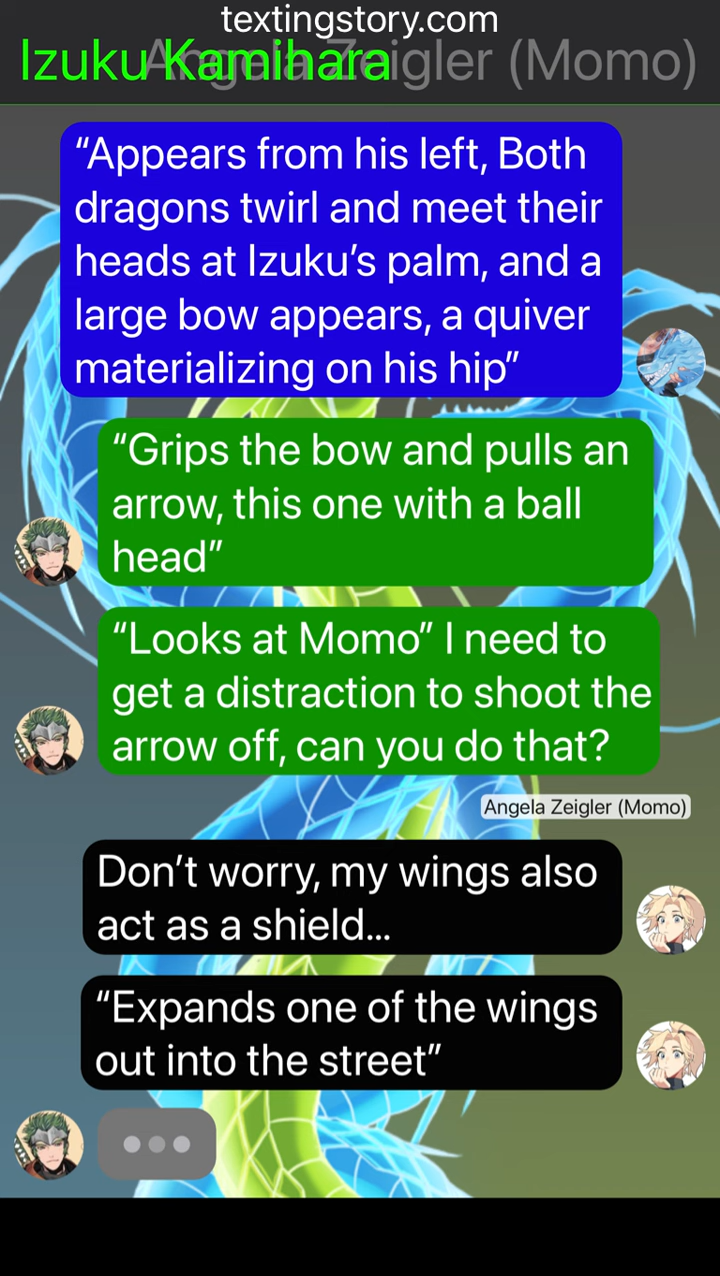 textingstory.com
Izuku Kamihara
Angela Zeigler (Momo)
“Appears from his left, Both
dragons twirl and meet their
heads at Izuku’s palm, and a
large bow appears, a quiver
materializing on his hip”
“Grips the bow and pulls an
arrow, this one with a ball
head”
“Looks at Momo” I need to
get a distraction to shoot the
arrow off, can you do that?
Angela Zeigler (Momo)
Don’t worry, my wings also
act as a shield...
“Expands one of the wings
out into the street”